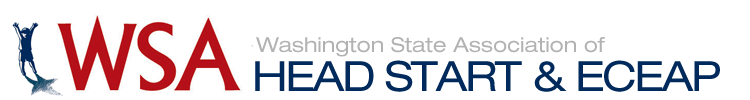 WSA
Washington State Association of
HEAD START & ECEAP